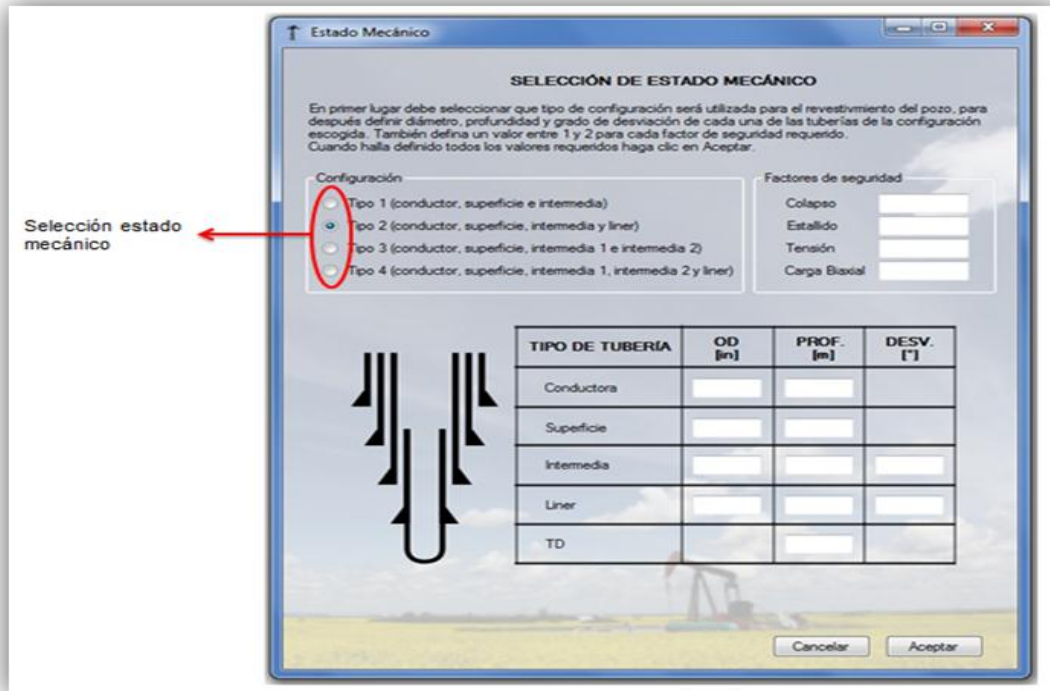 Estado Mecánico
SELECCIÓN DE ESTADO MECÁNICO
En primer lugar debe seleccionar que tipo de configuración será utilizada para el revestivmiento del pozo, para
después definir diámetro, profundidad y grado de desviación de cada una de las tuberías de la configuración
escogida. También defina un valor entre 1 y 2 para cada factor de seguridad requerido.
Cuando halla definido todos los valores requeridos haga clic en Aceptar.
Configuración
Tipo 1 (conductor, superficie e intermedia)
Tipo 2 (conductor, superficie, intermedia y liner)
Tipo 3 (conductor, superficie, intermedia 1 e intermedia 2)
Tipo 4 (conductor, superficie, intermedia 1, intermedia 2 y liner)
Factores de seguridad
Colapso
Estallido
Tensión
Carga Biaxial
Selección estado
mecánico
TIPO DE TUBERÍA OD [in] PROF. [m] DESV. [°]
Conductora
Superficie
Intermedia
Liner
TD
Cancelar Aceptar